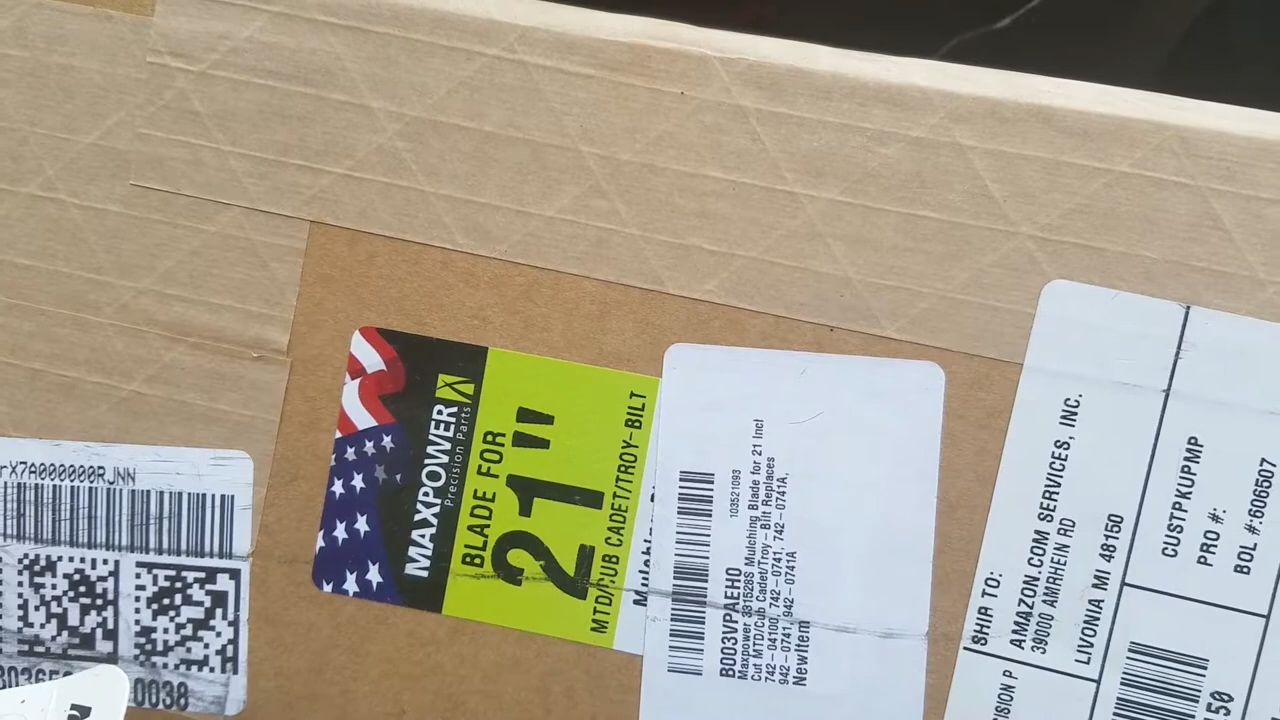 rX7A000000RJNN
0038
MAXPOWER
Precision Parts
BLADE FOR
21"
MTD/CUB CADET/TROY-BILT
103521093
B003VPAEHO
Maxpower 331528S Mulching Blade for 21 Incl
Cut MTD/Cub Cadet/Troy-Bilt Replaces
742-04100, 742-0741, 742-0741A,
942-0741, 942-0741A
NewItem
SHIP TO:
AMAZON.COM SERVICES, INC.
39000 AMRHEIN RD
LIVONIA MI 48150
CUSTPKUPMP
PRO #:
BOL #:606507
ISION P
50